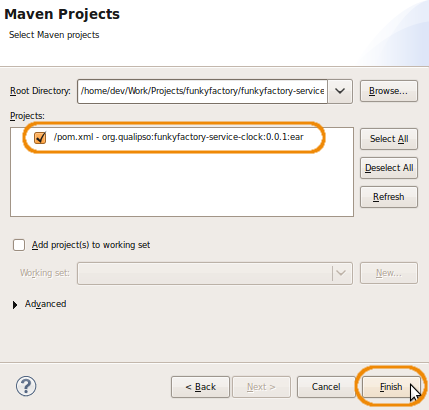 Maven Projects
Select Maven projects
Root Directory: /home/dev/Work/Projects/funkyfactory/funkyfactory-service Browse...
Projects:
/pom.xml - org.qualipso:funkyfactory-service-clock:0.0.1:ear
Select All
Deselect All
Refresh
Add project(s) to working set
Working set: New...
Advanced
? < Back Next > Cancel Finish